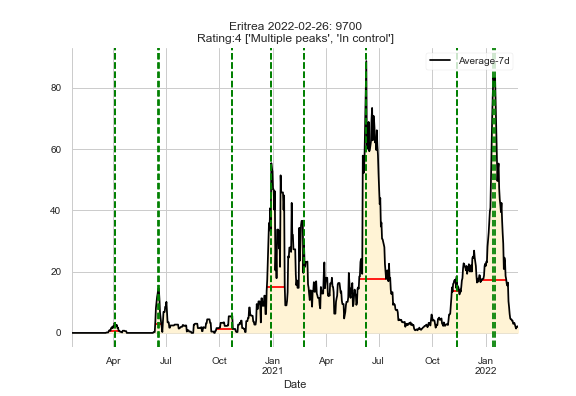 Eritrea 2022-02-26: 9700
Rating:4 ['Multiple peaks', 'In control']
Average-7d
80
60
40
20
0
Apr
Jul
Oct
Jan
2021
Apr
Jul
Oct
Jan
2022
Date